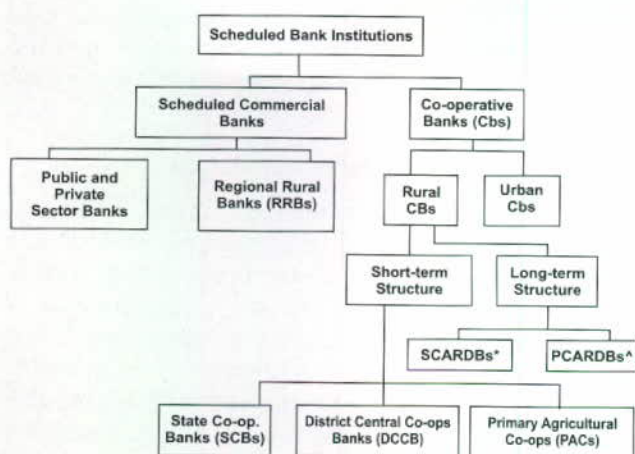 Scheduled Bank Institutions
Scheduled Commercial
Banks
Co-operative
Banks (Cbs)
Public and
Private
Sector Banks
Regional Rural
Banks (RRBs)
Rural
CBs
Urban
Cbs
Short-term
Structure
Long-term
Structure
SCARDBs*
PCARDBs^
State Co-op.
Banks (SCBs)
District Central Co-ops
Banks (DCCB)
Primary Agricultural
Co-ops (PACs)